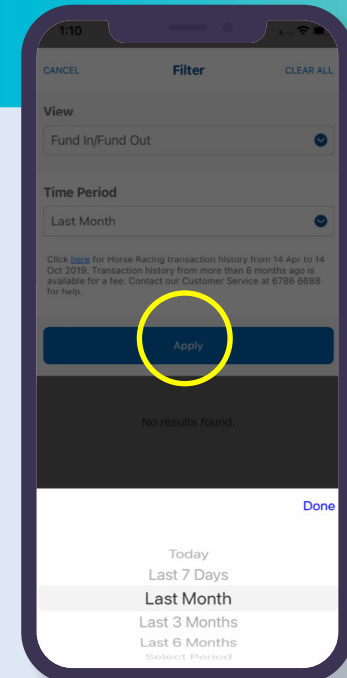 1:10
CANCEL Filter CLEAR ALL
View
Fund In/Fund Out
Time Period
Last Month
Click here for Horse Racing transaction history from 14 Apr to 14
Oct 2019. Transaction history from more than 6 months ago is
available for a fee. Contact our Customer Service at 6786 6688
for help.
Apply
No results found.
Done
Today
Last 7 Days
Last Month
Last 3 Months
Last 6 Months
Select Period